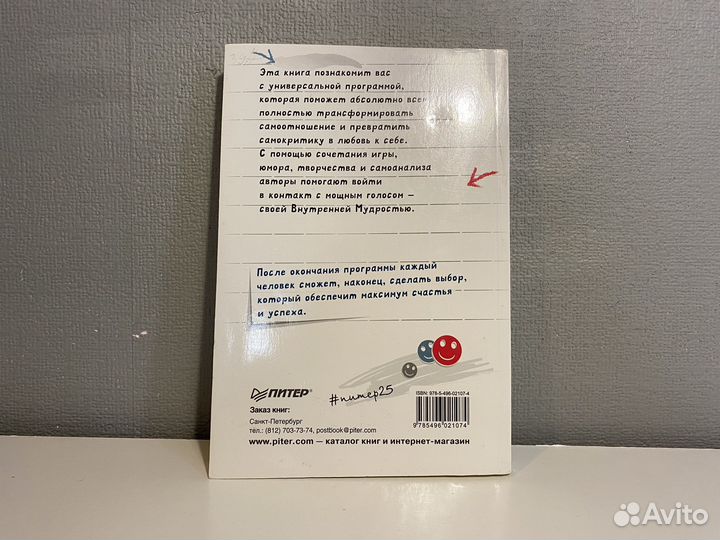 Эта книга познакомит вас
с универсальной программой,
которая поможет абсолютно всем
полностью трансформировать
самоотношение и превратить
самокритику в любовь к себе.
С помощью сочетания игры,
юмора, творчества и самоанализа
авторы помогают войти
в контакт с мощным голосом —
своей Внутренней Мудростью.
После окончания программы каждый
человек сможет, наконец, сделать выбор,
который обеспечит максимум счастья
и успеха.
ПИТЕР®
#питер25
Заказ книг:
Санкт-Петербург
тел.: (812) 703-73-74, postbook@piter.com
www.piter.com — каталог книг и интернет-магазин
ISBN: 978-5-496-02107-4
9 785496 021074
Avito